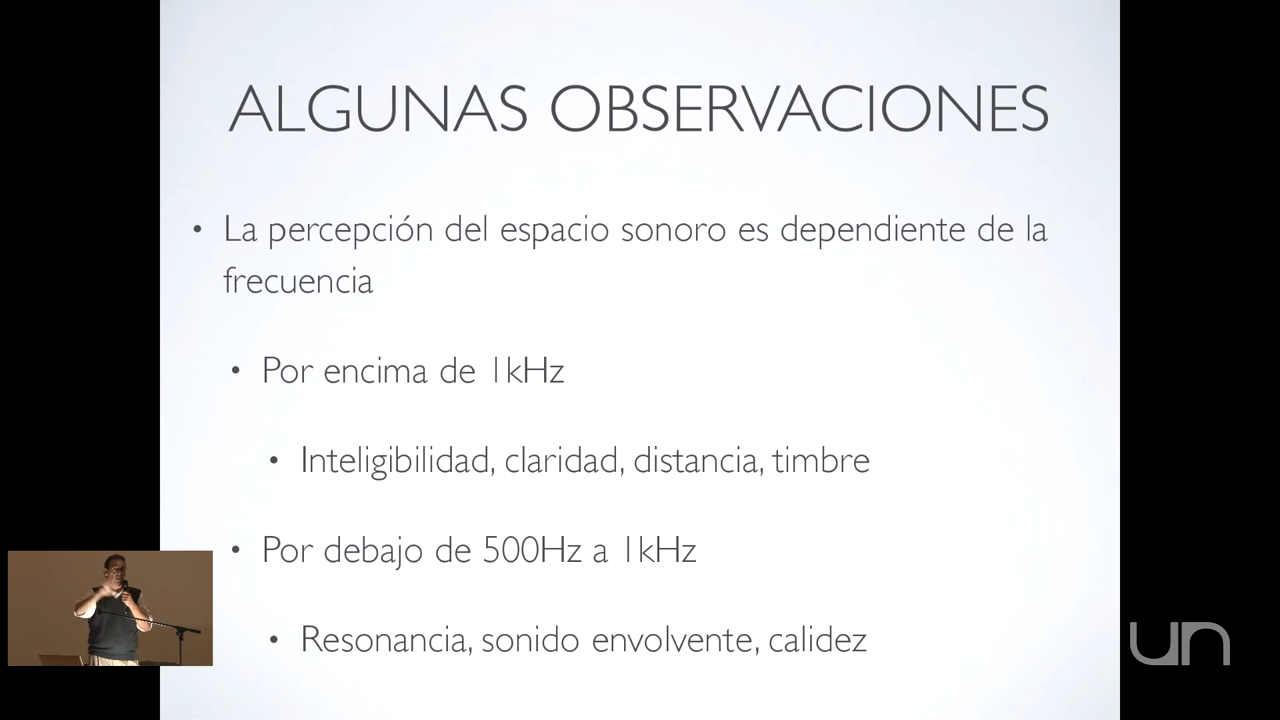 ALGUNAS OBSERVACIONES
• La percepción del espacio sonoro es dependiente de la
frecuencia
• Por encima de 1kHz
• Inteligibilidad, claridad, distancia, timbre
• Por debajo de 500Hz a 1kHz
• Resonancia, sonido envolvente, calidez
un